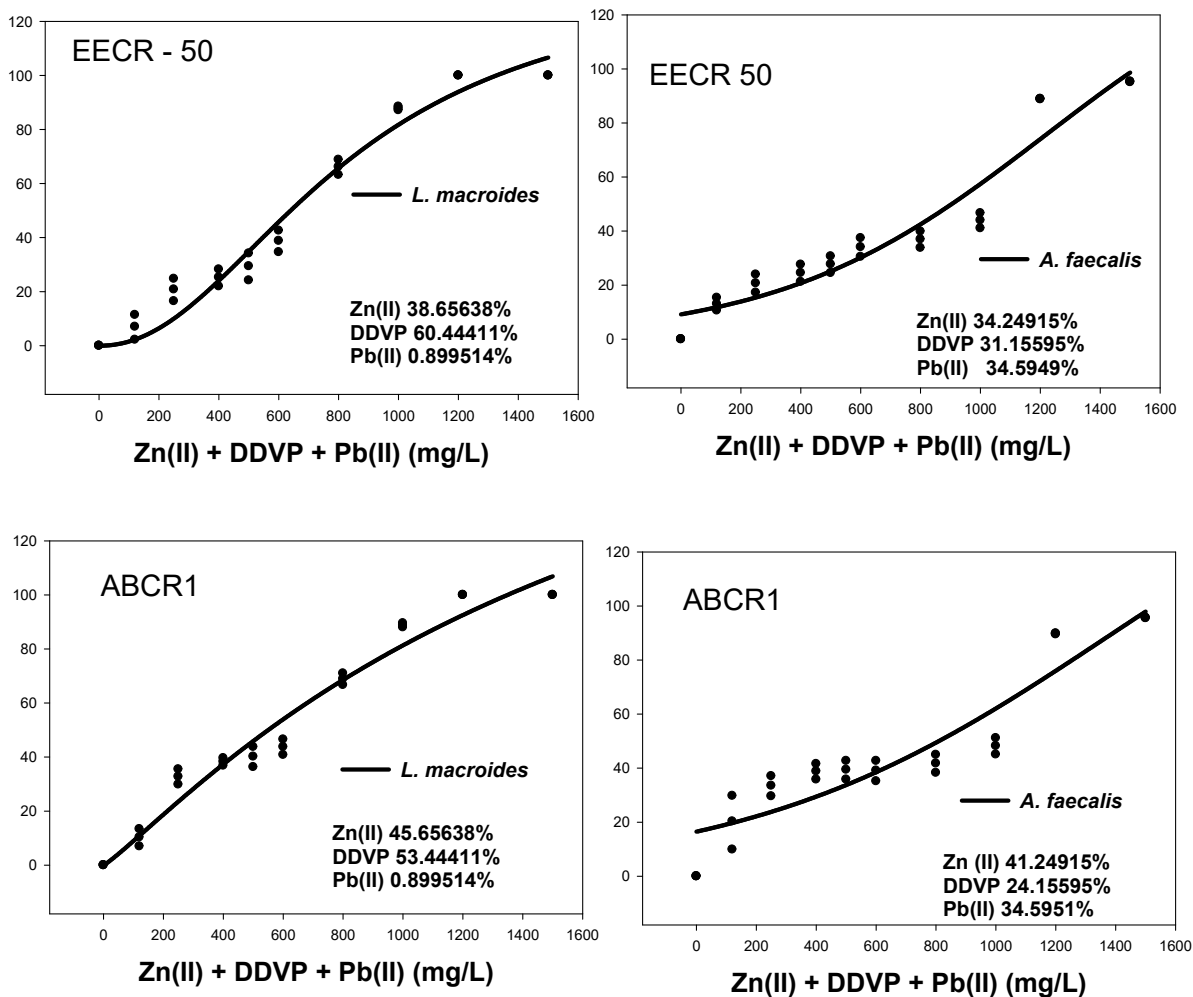 EECR - 50
120
100
80
60
40
20
0
L. macroides
Zn(II) 38.65638%
DDVP 60.44411%
Pb(II) 0.899514%
0 200 400 600 800 1000 1200 1400 1600
Zn(II) + DDVP + Pb(II) (mg/L)
EECR 50
120
100
80
60
40
20
0
A. faecalis
Zn(II) 34.24915%
DDVP 31.15595%
Pb(II) 34.5949%
0 200 400 600 800 1000 1200 1400 1600
Zn(II) + DDVP + Pb(II) (mg/L)
ABCR1
120
100
80
60
40
20
0
L. macroides
Zn(II) 45.65638%
DDVP 53.44411%
Pb(II) 0.899514%
0 200 400 600 800 1000 1200 1400 1600
Zn(II) + DDVP + Pb(II) (mg/L)
ABCR1
120
100
80
60
40
20
0
A. faecalis
Zn (II) 41.24915%
DDVP 24.15595%
Pb(II) 34.5951%
0 200 400 600 800 1000 1200 1400 1600
Zn(II) + DDVP + Pb(II) (mg/L)